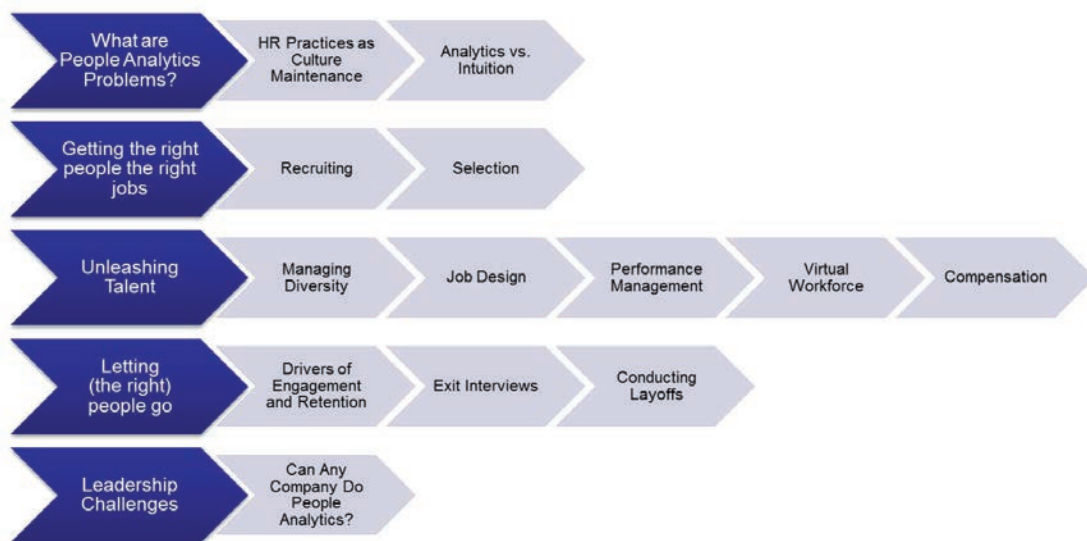 What are
People Analytics
Problems?
HR Practices as
Culture
Maintenance
Analytics vs.
Intuition
Getting the right
people the right
jobs
Recruiting
Selection
Unleashing
Talent
Managing
Diversity
Job Design
Performance
Management
Virtual
Workforce
Compensation
Letting
(the right)
people go
Drivers of
Engagement
and Retention
Exit Interviews
Conducting
Layoffs
Leadership
Challenges
Can Any
Company Do
People
Analytics?